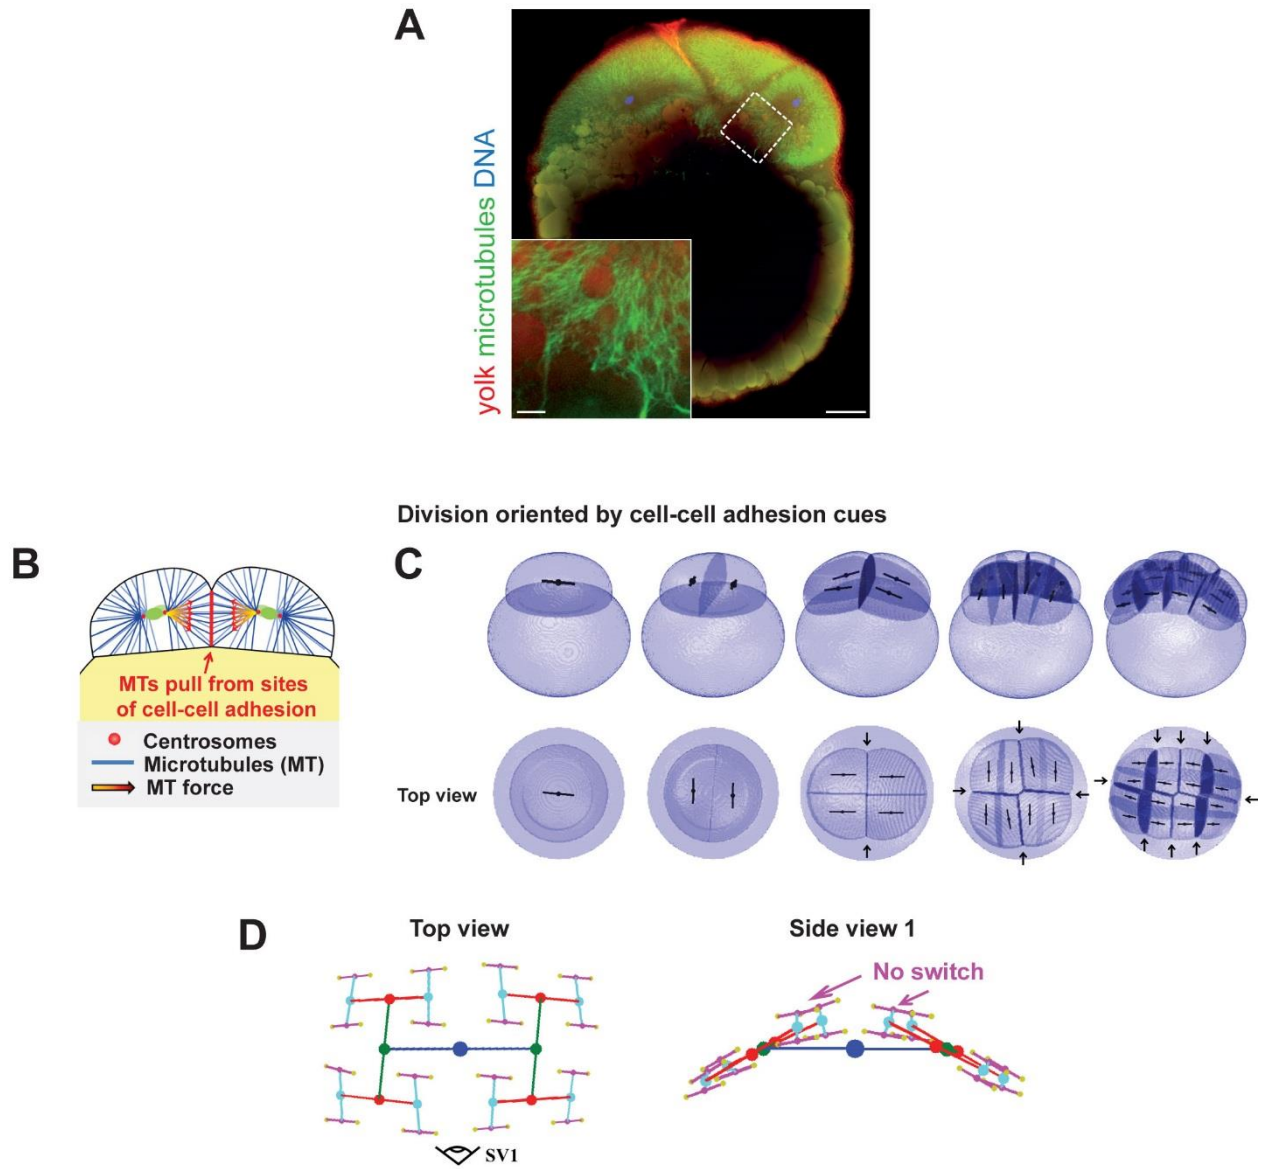 A
yolk microtubules DNA
Division oriented by cell-cell adhesion cues
B
MTs pull from sites
of cell-cell adhesion
Centrosomes
Microtubules (MT)
MT force
C
Top view
D
Top view
Side view 1
No switch
SV1